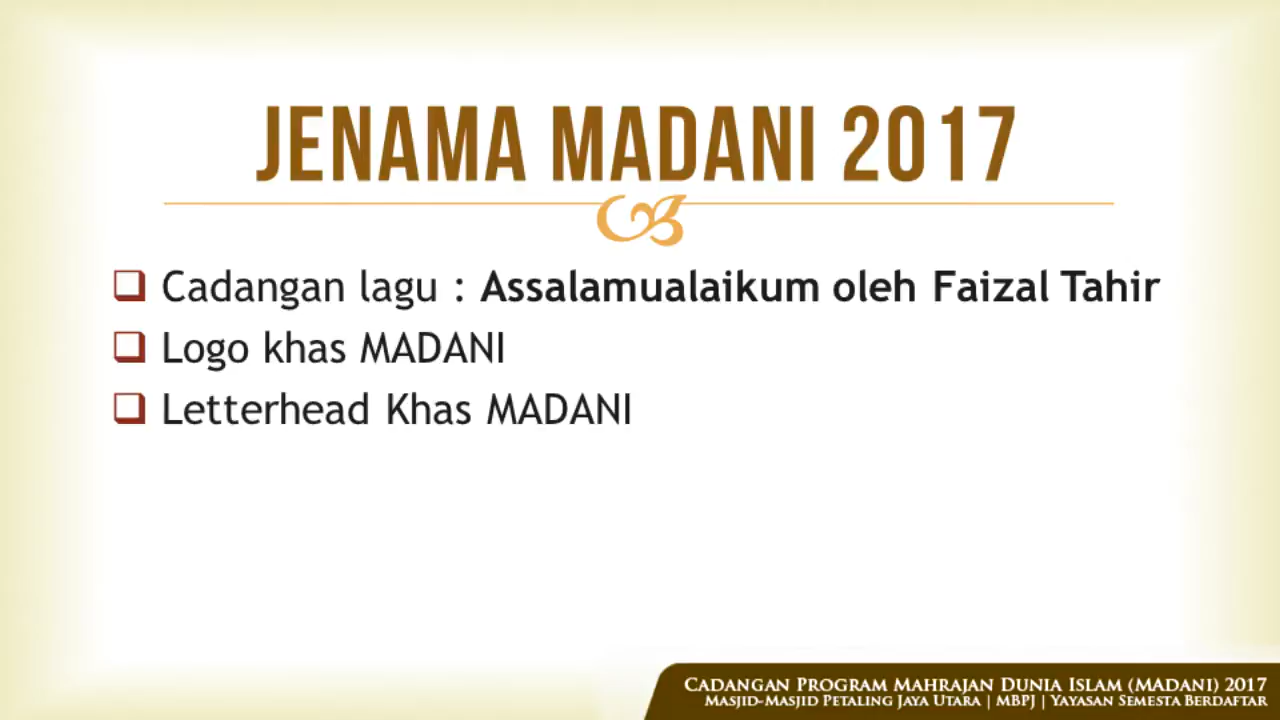 JENAMA MADANI 2017
Cadangan lagu : Assalamualaikum oleh Faizal Tahir
Logo khas MADANI
Letterhead Khas MADANI
Cadangan Program Mahrajan Dunia Islam (MADANI) 2017
Masjid-Masjid Petaling Jaya Utara | MBPJ | Yayasan Semesta Berdaftar